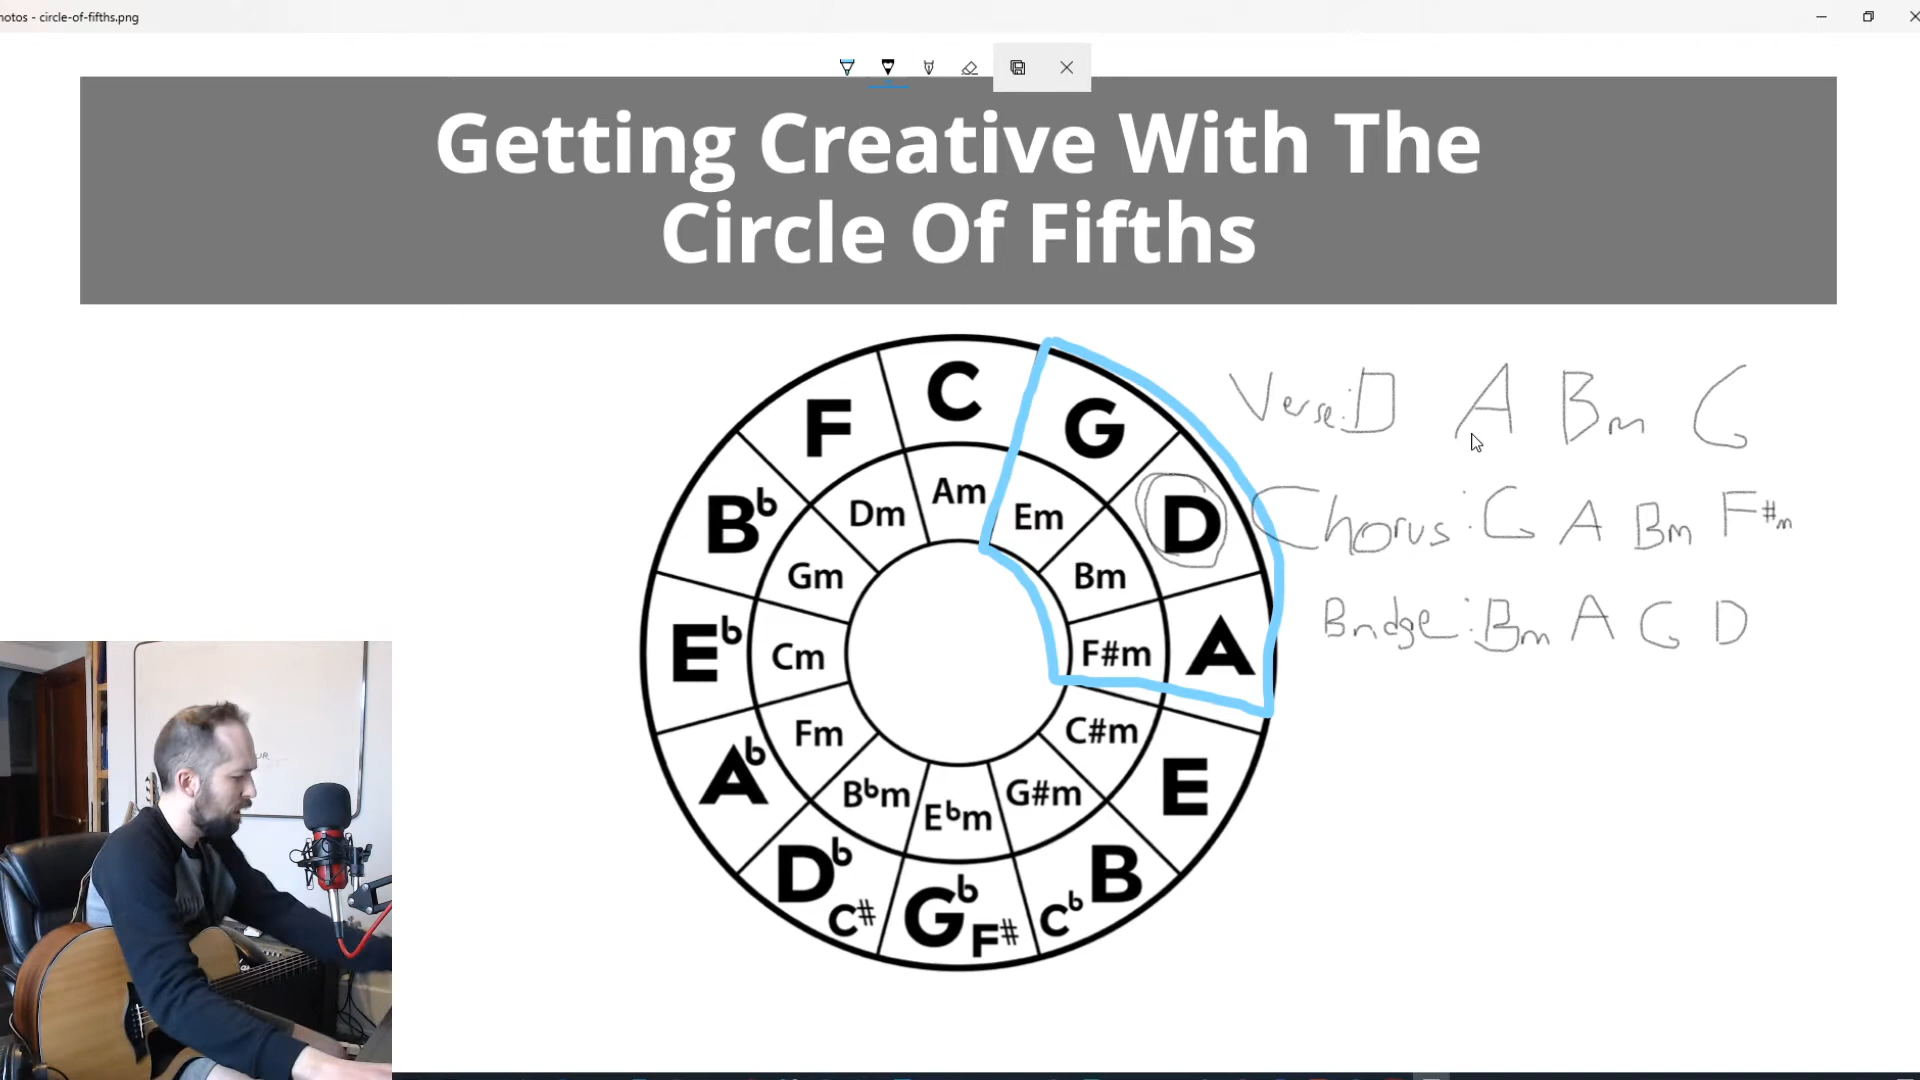 hotos - circle-of-fifths.png
Getting Creative With The
Circle Of Fifths
C
G
D
A
E
B
Cb
Gb
F#
Db
C#
Ab
Eb
Bb
F
Am
Em
Bm
F#m
C#m
G#m
Ebm
Bbm
Fm
Cm
Gm
Dm
Verse: D A Bm G
Chorus: G A Bm F#m
Bridge: Bm A G D